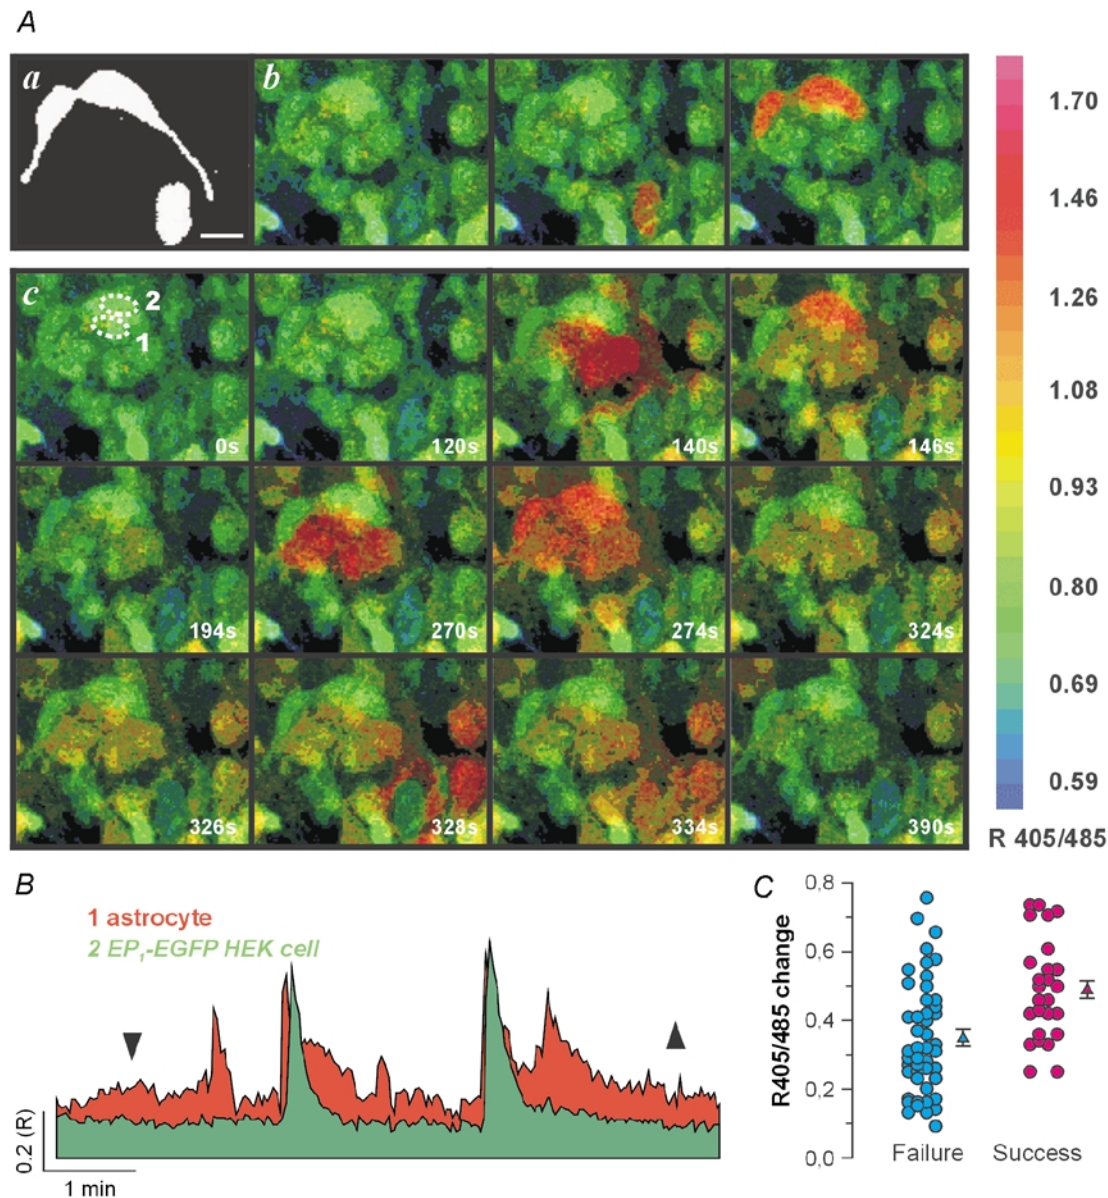 A
a
b
c
2
1
0s
120s
140s
146s
194s
270s
274s
324s
326s
328s
334s
390s
1.70
1.46
1.26
1.08
0.93
0.80
0.69
0.59
R 405/485
B
1 astrocyte
2 EP₁-EGFP HEK cell
0.2 (R)
1 min
C
R405/485 change
0,8
0,6
0,4
0,2
0,0
Failure
Success